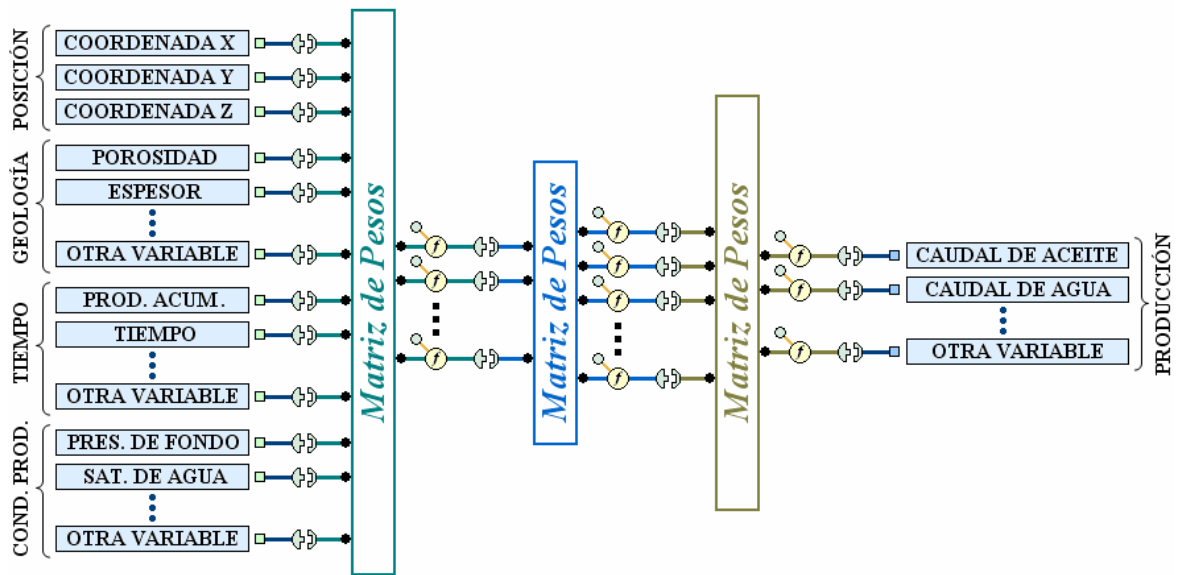 POSICIÓN
COORDENADA X
COORDENADA Y
COORDENADA Z
GEOLOGÍA
POROSIDAD
ESPESOR
OTRA VARIABLE
TIEMPO
PROD. ACUM.
TIEMPO
OTRA VARIABLE
COND. PROD.
PRES. DE FONDO
SAT. DE AGUA
OTRA VARIABLE
Matriz de Pesos
f
f
f
Matriz de Pesos
f
f
f
f
Matriz de Pesos
f
f
f
CAUDAL DE ACEITE
CAUDAL DE AGUA
OTRA VARIABLE
PRODUCCIÓN